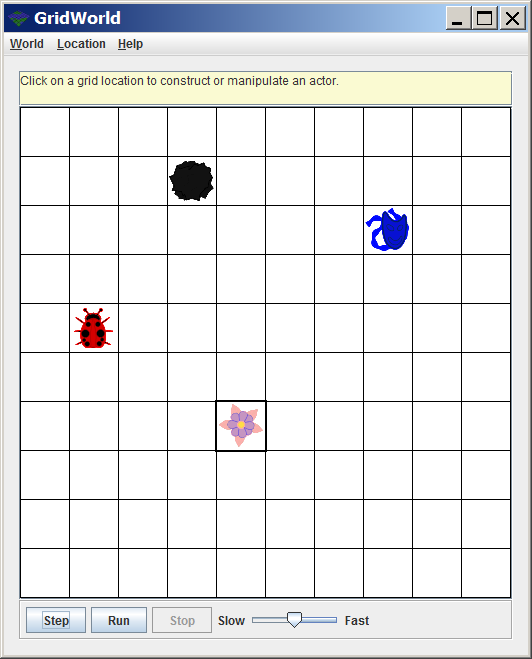 GridWorld
World Location Help
Click on a grid location to construct or manipulate an actor.
Step Run Stop Slow Fast